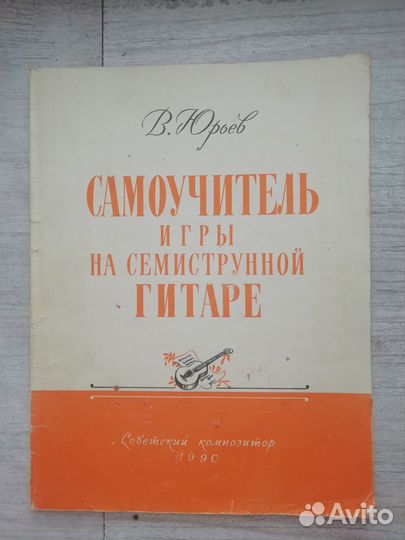 В. Юрьев
САМОУЧИТЕЛЬ
ИГРЫ
НА СЕМИСТРУННОЙ
ГИТАРЕ
Советский композитор
1990
Avito